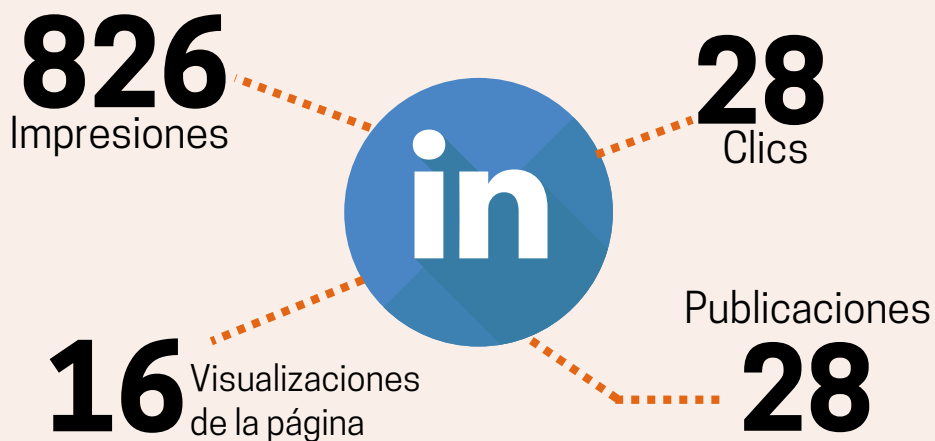 826
Impresiones
28
Clics
in
16
Visualizaciones
de la página
Publicaciones
28